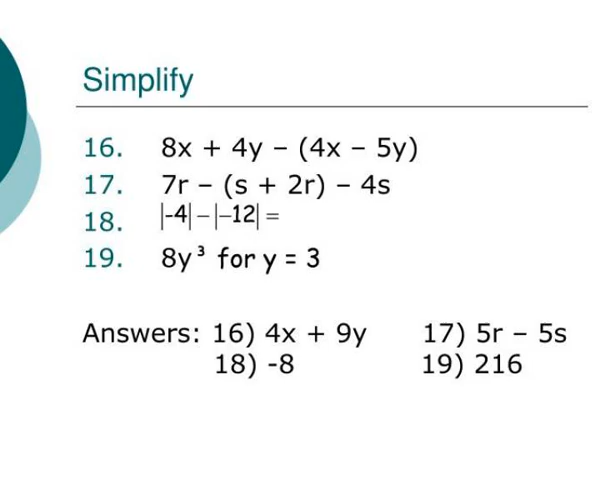 Simplify
16. 8x + 4y – (4x – 5y)
17. 7r – (s + 2r) – 4s
18. |-4|–|–12| =
19. 8y³ for y = 3
Answers: 16) 4x + 9y 17) 5r – 5s
18) -8 19) 216